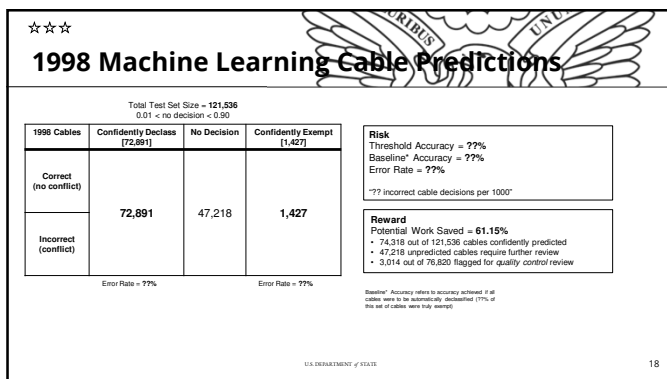 ☆☆☆
PLURIBUS
UNU
1998 Machine Learning Cable Predictions
Total Test Set Size = 121,536
0.01 < no decision < 0.90
1998 Cables
Confidently Declass
[72,891]
No Decision
Confidently Exempt
[1,427]
Correct
(no conflict)
72,891
47,218
1,427
Incorrect
(conflict)
Error Rate = ??%
Error Rate = ??%
Risk
Threshold Accuracy = ??%
Baseline* Accuracy = ??%
Error Rate = ??%
“?? incorrect cable decisions per 1000”
Reward
Potential Work Saved = 61.15%
• 74,318 out of 121,536 cables confidently predicted
• 47,218 unpredicted cables require further review
• 3,014 out of 76,820 flagged for quality control review
Baseline* Accuracy refers to accuracy achieved if all
cables were to be automatically declassified (??% of
this set of cables were truly exempt)
U.S. DEPARTMENT of STATE
18